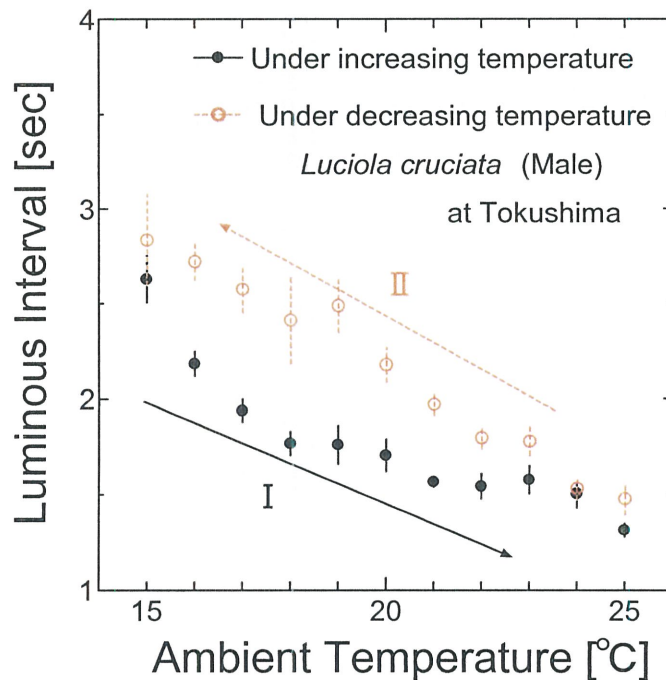 4
3
2
1
Luminous Interval [sec]
Under increasing temperature
Under decreasing temperature
Luciola cruciata (Male)
at Tokushima
II
I
15
20
25
Ambient Temperature [°C]